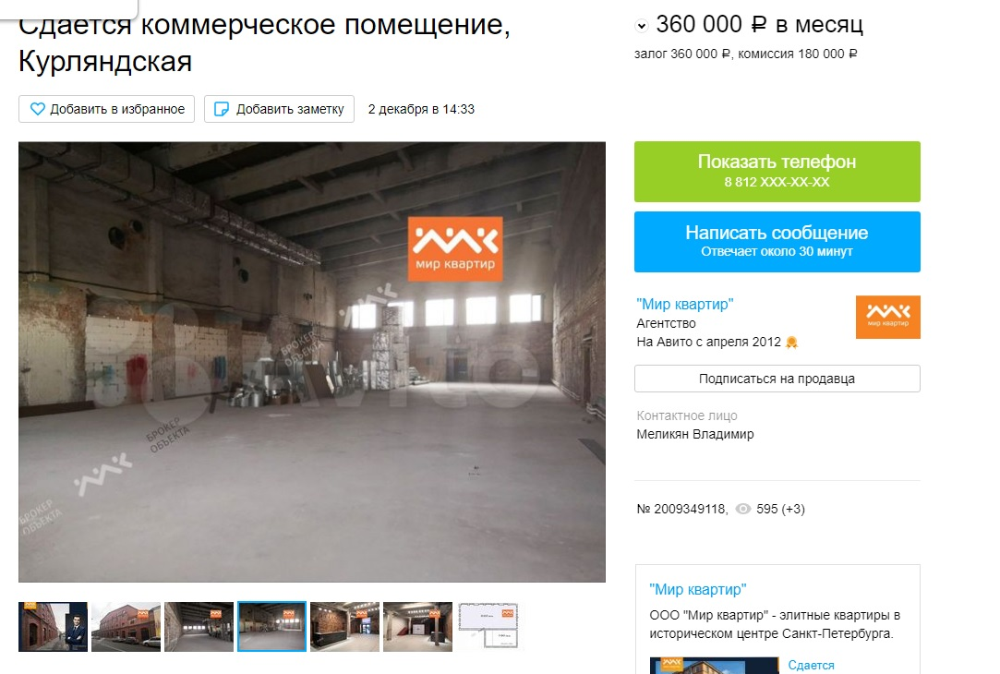 Сдается коммерческое помещение,
Курляндская
Добавить в избранное
Добавить заметку
2 декабря в 14:33
мир квартир
БРОКЕР
ОБЪЕКТА
Avito
БРОКЕР
ОБЪЕКТА
БРОКЕР
ОБЪЕКТА
360 000 ₽ в месяц
залог 360 000 ₽, комиссия 180 000 ₽
Показать телефон
8 812 XXX-XX-XX
Написать сообщение
Отвечает около 30 минут
"Мир квартир"
Агентство
На Авито с апреля 2012
мир квартир
Подписаться на продавца
Контактное лицо
Меликян Владимир
№ 2009349118, 595 (+3)
"Мир квартир"
ООО "Мир квартир" - элитные квартиры в
историческом центре Санкт-Петербурга.
Сдается